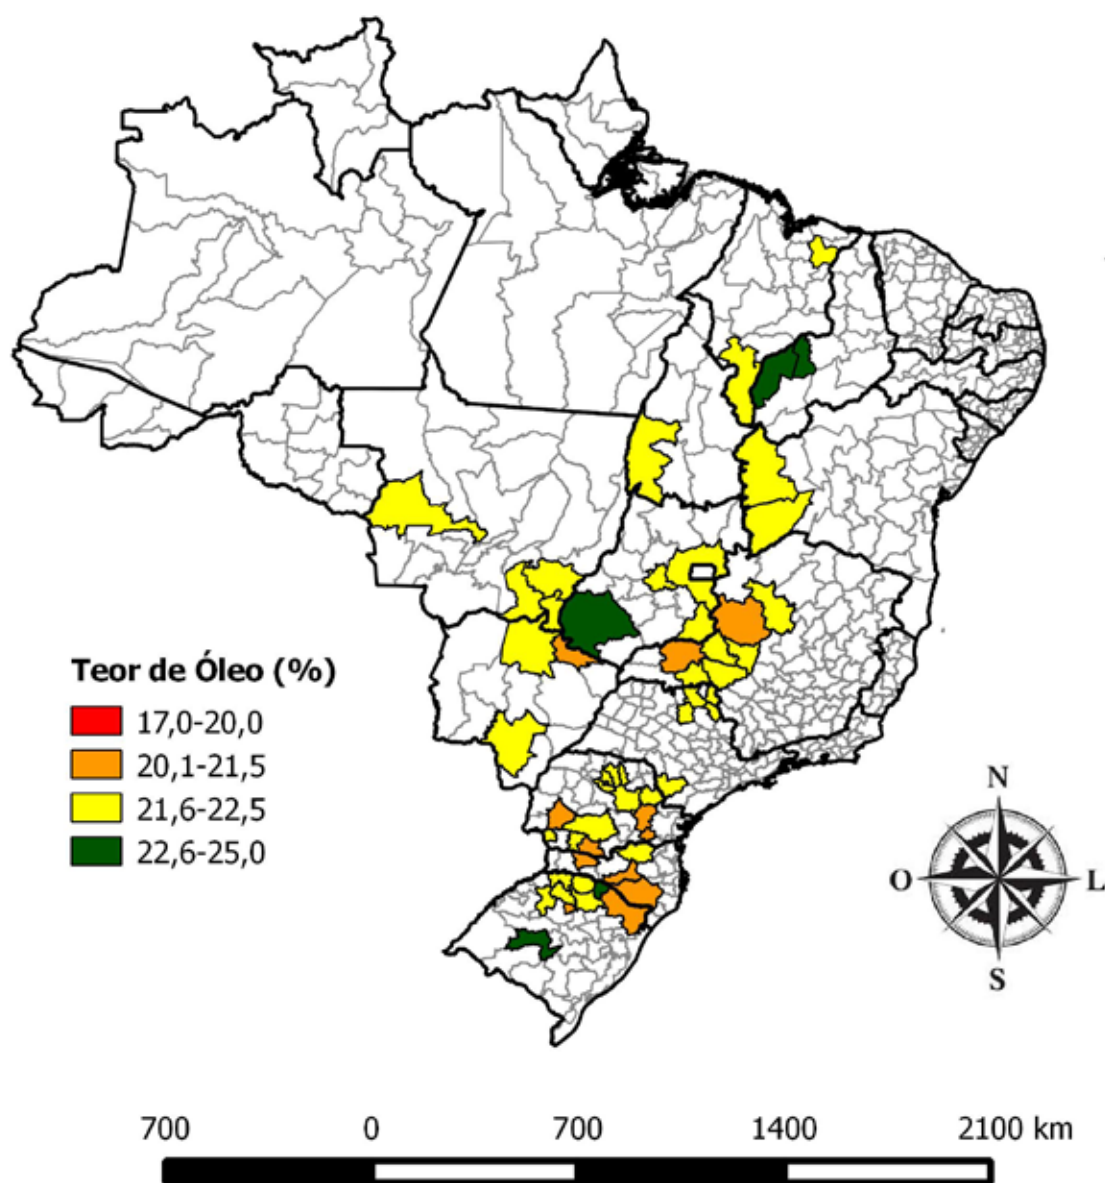 Teor de Óleo (%)
17,0-20,0
20,1-21,5
21,6-22,5
22,6-25,0
N
O L
S
700 0 700 1400 2100 km